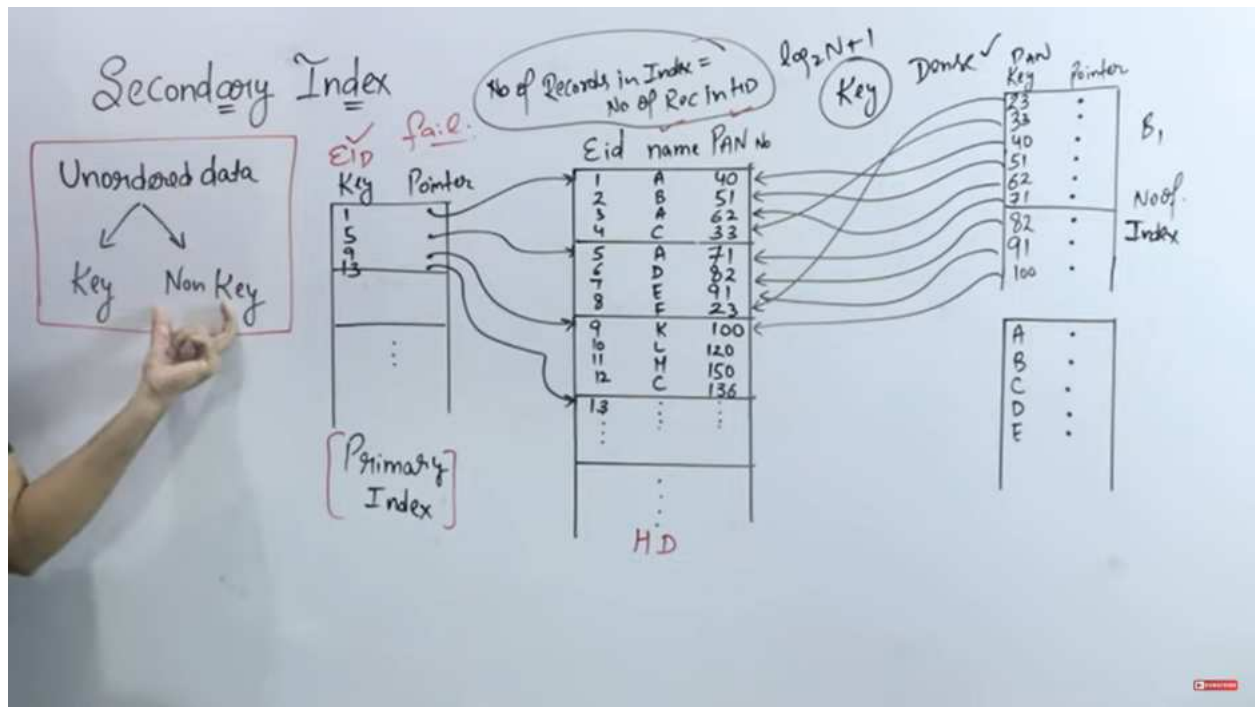 Secondary Index
Unordered data
Key Non Key
EID fail.
Key Pointer
1
5
9
13
[Primary Index]
No of Records in Index =
No of Rec in HD
Eid name PAN No
1 A 40
2 B 51
3 A 62
4 C 33
5 A 71
6 D 82
7 E 91
8 F 23
9 K 100
10 L 120
11 M 150
12 C 136
13
HD
log₂N+1
Key
Dense ✓
PAN
Key Pointer
23
33
40
51
62
71
82
91
100
B₁
No of.
Index
A
B
C
D
E
SUBSCRIBE